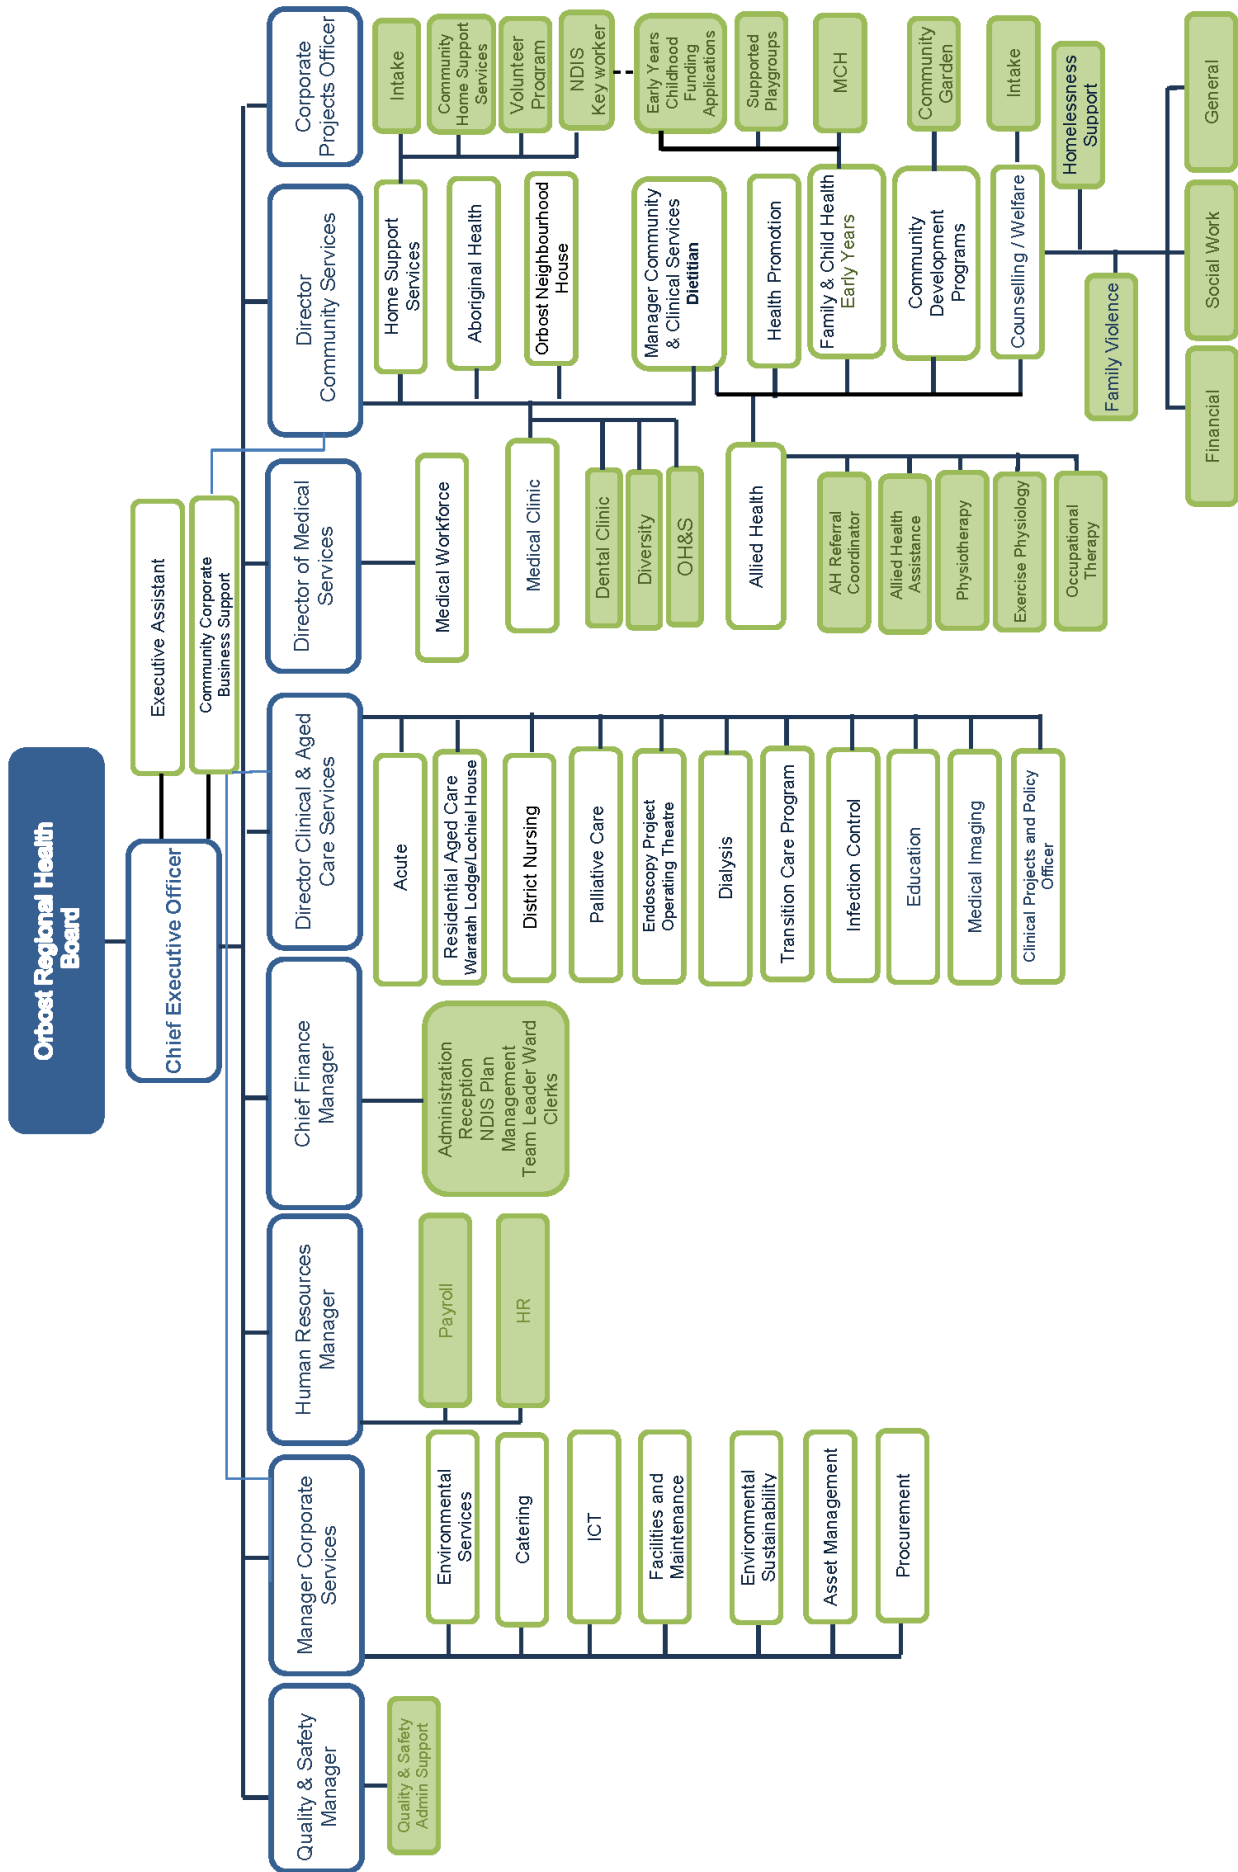 Orbost Regional Health
Board
Chief Executive Officer
Executive Assistant
Community Corporate
Business Support
Quality & Safety
Manager
Manager Corporate
Services
Human Resources
Manager
Chief Finance
Manager
Director Clinical & Aged
Care Services
Director of Medical
Services
Director
Community Services
Corporate
Projects Officer
Quality & Safety
Admin Support
Environmental
Services
Catering
ICT
Facilities and
Maintenance
Environmental
Sustainability
Asset Management
Procurement
Payroll
HR
Administration
Reception
NDIS Plan
Management
Team Leader Ward
Clerks
Acute
Residential Aged Care
Waratah Lodge/Lochiel House
District Nursing
Palliative Care
Endoscopy Project
Operating Theatre
Dialysis
Transition Care Program
Infection Control
Education
Medical Imaging
Clinical Projects and Policy
Officer
Medical Workforce
Medical Clinic
Dental Clinic
Diversity
OH&S
Allied Health
AH Referral
Coordinator
Allied Health
Assistance
Physiotherapy
Exercise Physiology
Occupational
Therapy
Home Support
Services
Aboriginal Health
Orbost Neighbourhood
House
Manager Community
& Clinical Services
Dietitian
Health Promotion
Family & Child Health
Early Years
Community
Development
Programs
Counselling / Welfare
Intake
Community
Home Support
Services
Volunteer
Program
NDIS
Key worker
Early Years
Childhood
Funding
Applications
Supported
Playgroups
MCH
Community
Garden
Intake
Homelessness
Support
Family Violence
Financial
Social Work
General